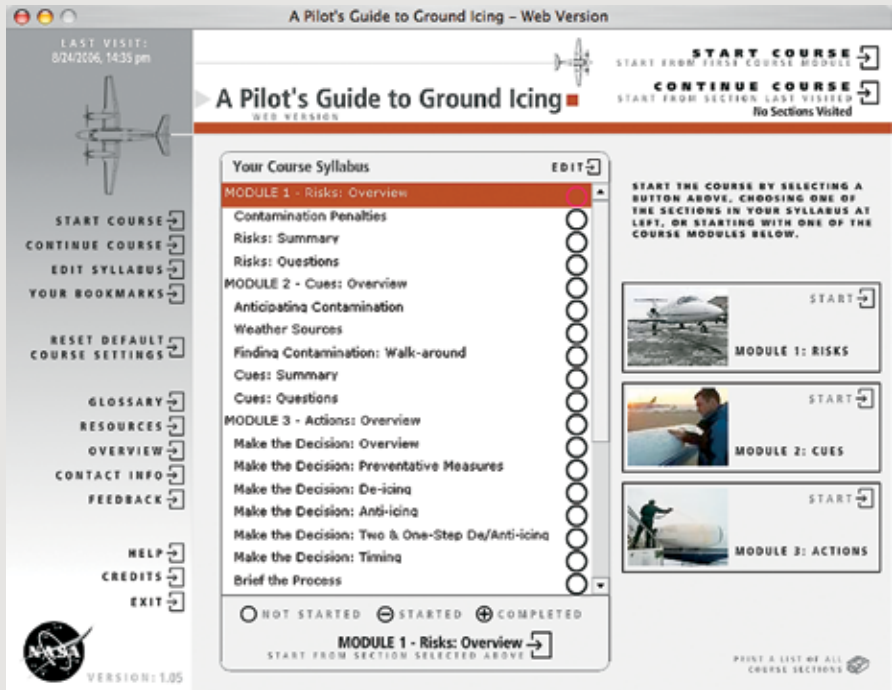 A Pilot's Guide to Ground Icing – Web Version
LAST VISIT:
8/24/2006, 14:35 pm
START COURSE
CONTINUE COURSE
EDIT SYLLABUS
YOUR BOOKMARKS
RESET DEFAULT
COURSE SETTINGS
GLOSSARY
RESOURCES
OVERVIEW
CONTACT INFO
FEEDBACK
HELP
CREDITS
EXIT
NASA
VERSION: 1.05
A Pilot's Guide to Ground Icing
WEB VERSION
START COURSE
START FROM FIRST COURSE MODULE
CONTINUE COURSE
START FROM SECTION LAST VISITED
No Sections Visited
Your Course Syllabus EDIT
MODULE 1 - Risks: Overview
Contamination Penalties
Risks: Summary
Risks: Questions
MODULE 2 - Cues: Overview
Anticipating Contamination
Weather Sources
Finding Contamination: Walk-around
Cues: Summary
Cues: Questions
MODULE 3 - Actions: Overview
Make the Decision: Overview
Make the Decision: Preventative Measures
Make the Decision: De-icing
Make the Decision: Anti-icing
Make the Decision: Two & One-Step De/Anti-icing
Make the Decision: Timing
Brief the Process
NOT STARTED STARTED COMPLETED
MODULE 1 - Risks: Overview
START FROM SECTION SELECTED ABOVE
START THE COURSE BY SELECTING A
BUTTON ABOVE, CHOOSING ONE OF
THE SECTIONS IN YOUR SYLLABUS AT
LEFT, OR STARTING WITH ONE OF THE
COURSE MODULES BELOW.
START
MODULE 1: RISKS
START
MODULE 2: CUES
START
MODULE 3: ACTIONS
PRINT A LIST OF ALL
COURSE SECTIONS